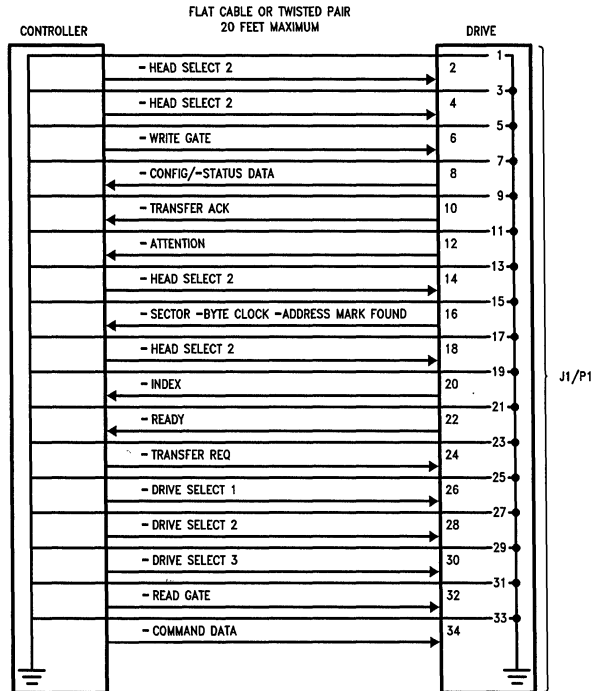 FLAT CABLE OR TWISTED PAIR
20 FEET MAXIMUM
CONTROLLER
DRIVE
1
- HEAD SELECT 2
2
3
- HEAD SELECT 2
4
5
- WRITE GATE
6
7
- CONFIG/-STATUS DATA
8
9
- TRANSFER ACK
10
11
- ATTENTION
12
13
- HEAD SELECT 2
14
15
- SECTOR -BYTE CLOCK -ADDRESS MARK FOUND
16
17
- HEAD SELECT 2
18
19
- INDEX
20
J1/P1
21
- READY
22
23
- TRANSFER REQ
24
25
- DRIVE SELECT 1
26
27
- DRIVE SELECT 2
28
29
- DRIVE SELECT 3
30
31
- READ GATE
32
33
- COMMAND DATA
34